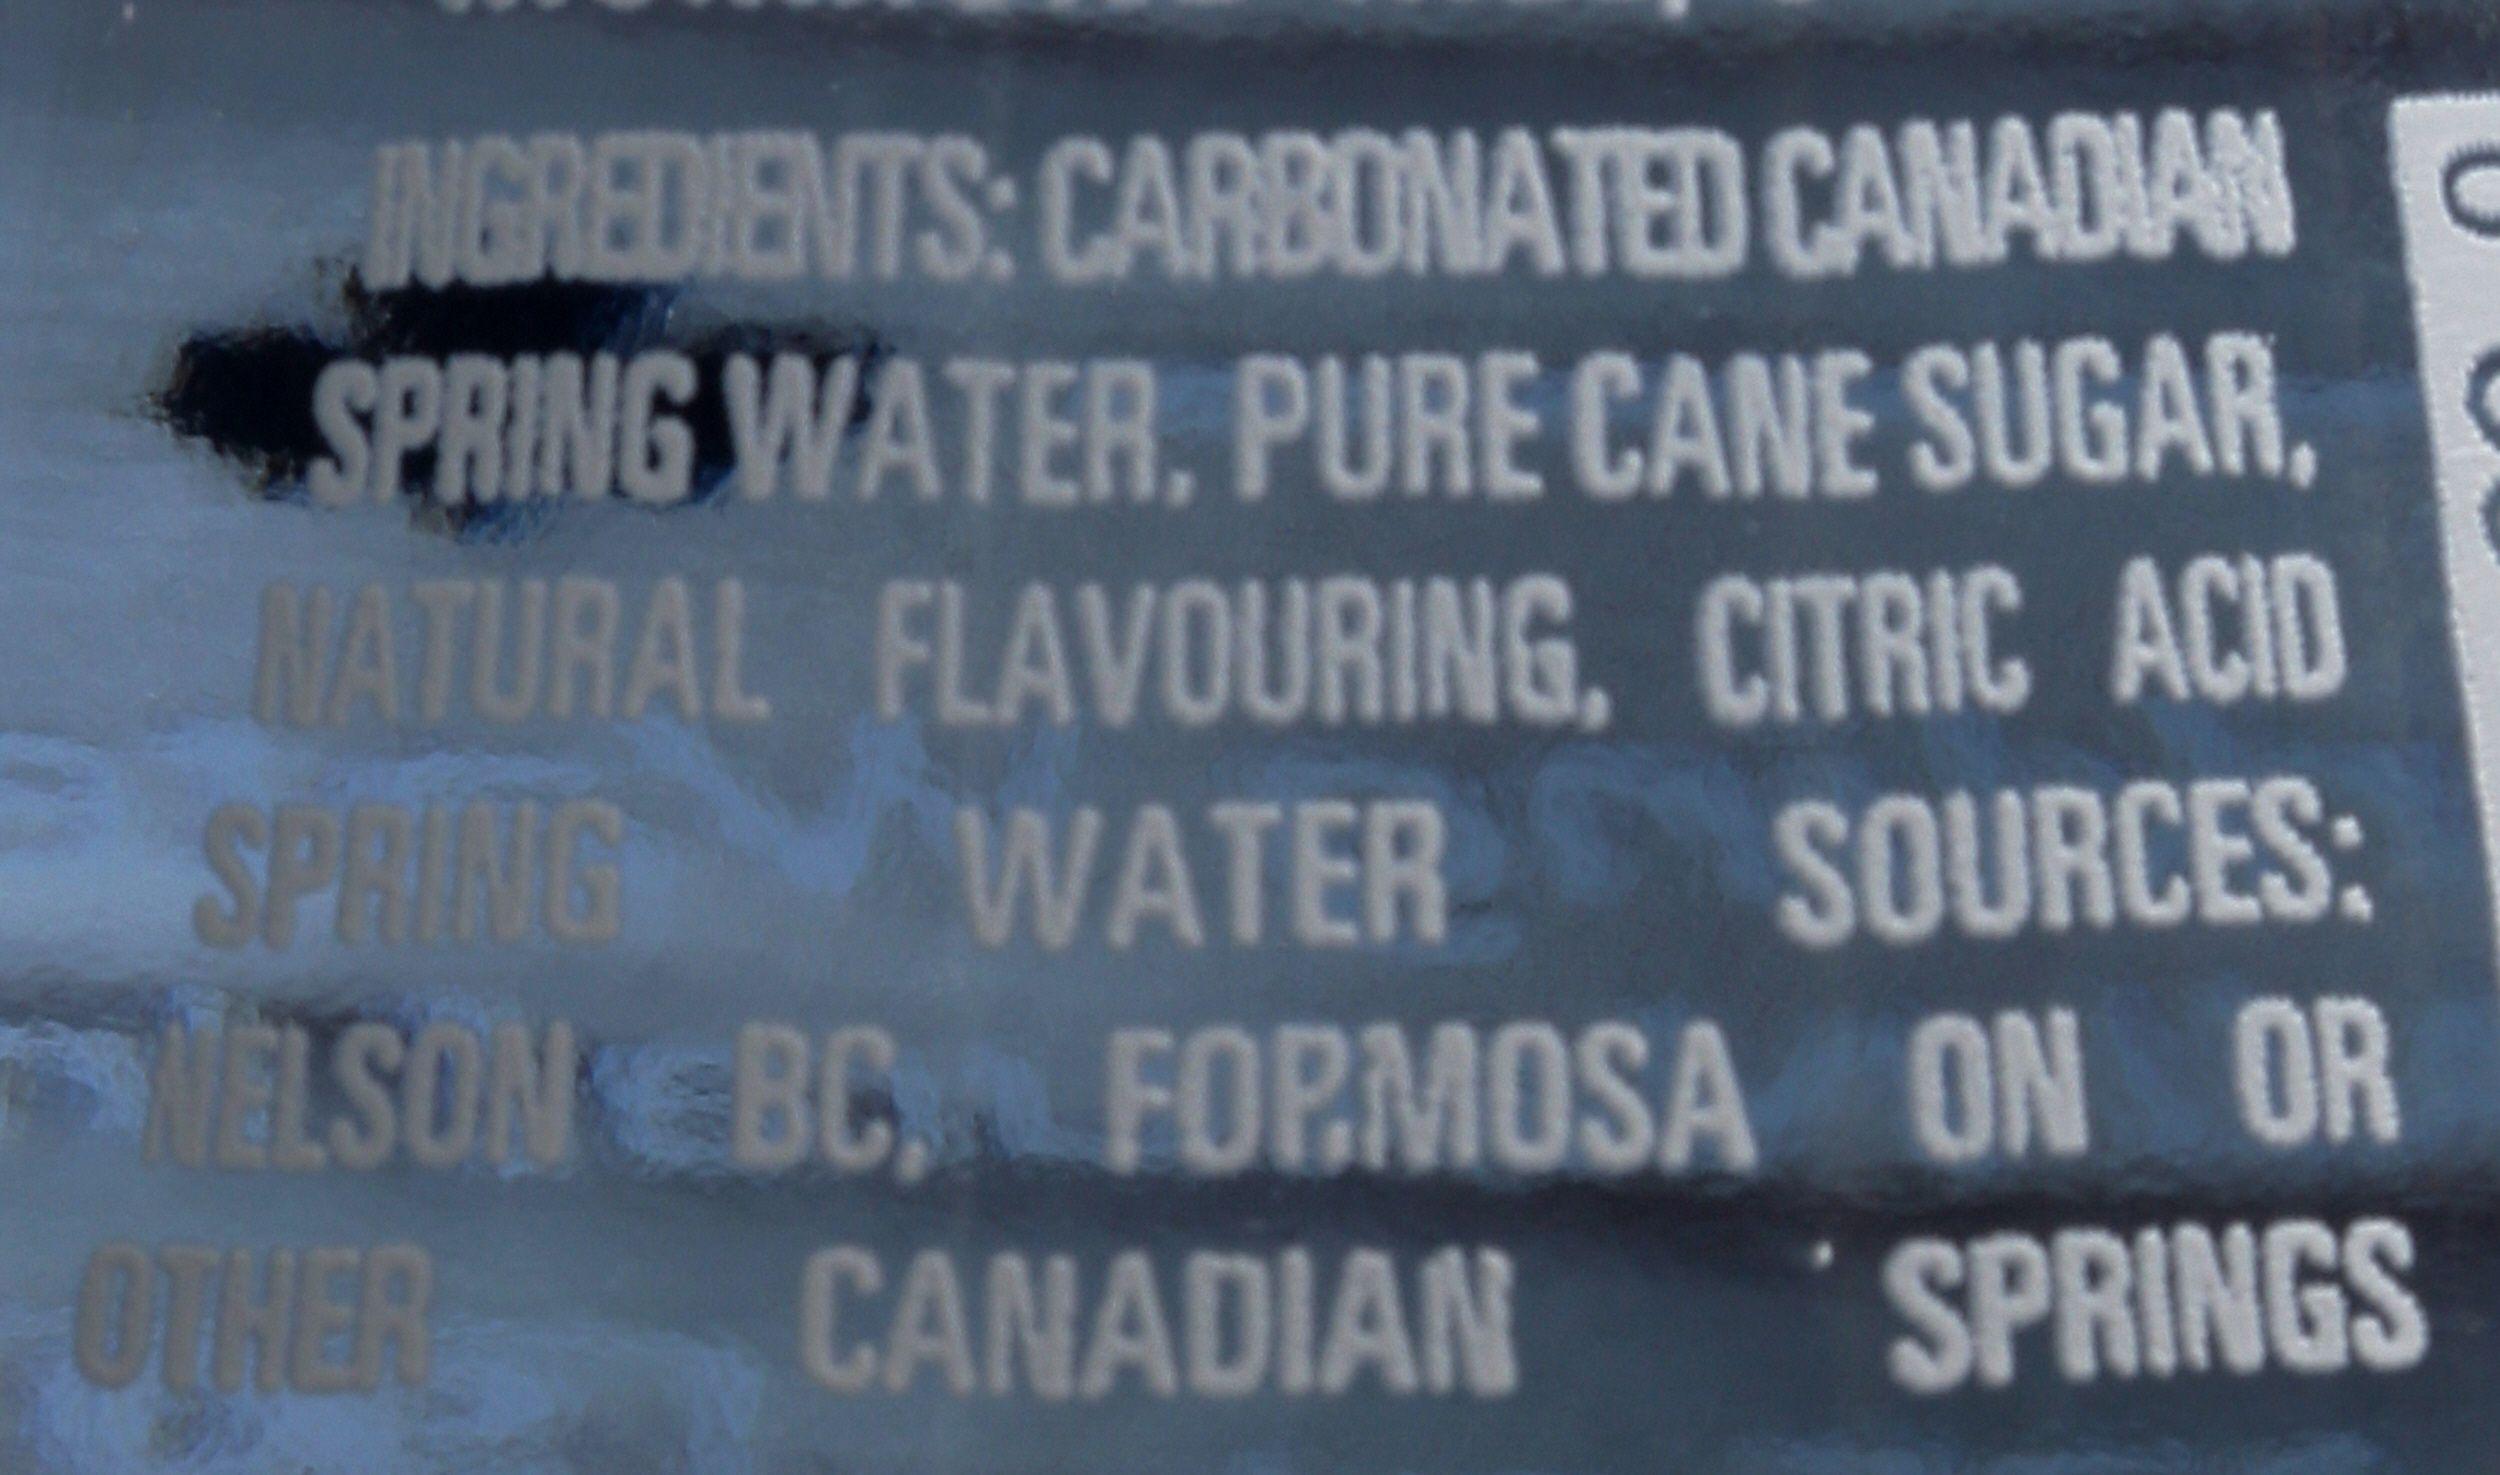 INGREDIENTS: CARBONATED CANADIAN
SPRING WATER, PURE CANE SUGAR,
NATURAL FLAVOURING, CITRIC ACID
SPRING WATER SOURCES:
NELSON BC, FORMOSA ON OR
OTHER CANADIAN SPRINGS